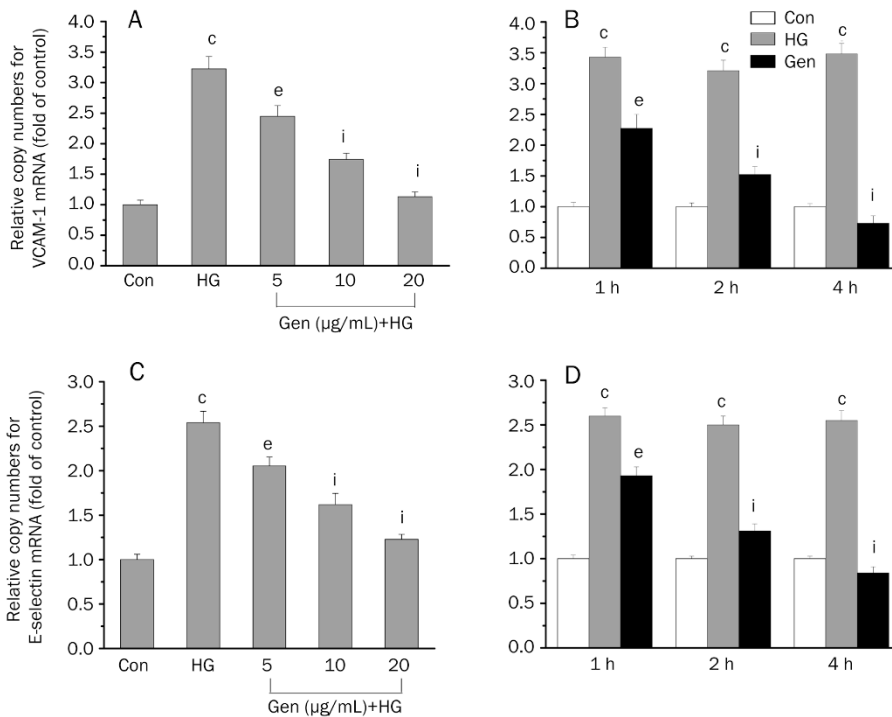 A
Relative copy numbers for
VCAM-1 mRNA (fold of control)
4.0
3.5
3.0
2.5
2.0
1.5
1.0
0.5
0.0
c
e
i
i
Con HG 5 10 20
Gen (μg/mL)+HG
B
Con
HG
Gen
4.0
3.5
3.0
2.5
2.0
1.5
1.0
0.5
0.0
c e c i c i
1 h 2 h 4 h
C
Relative copy numbers for
E-selectin mRNA (fold of control)
3.0
2.5
2.0
1.5
1.0
0.5
0.0
c
e
i
i
Con HG 5 10 20
Gen (μg/mL)+HG
D
3.0
2.5
2.0
1.5
1.0
0.5
0.0
c e c i c i
1 h 2 h 4 h